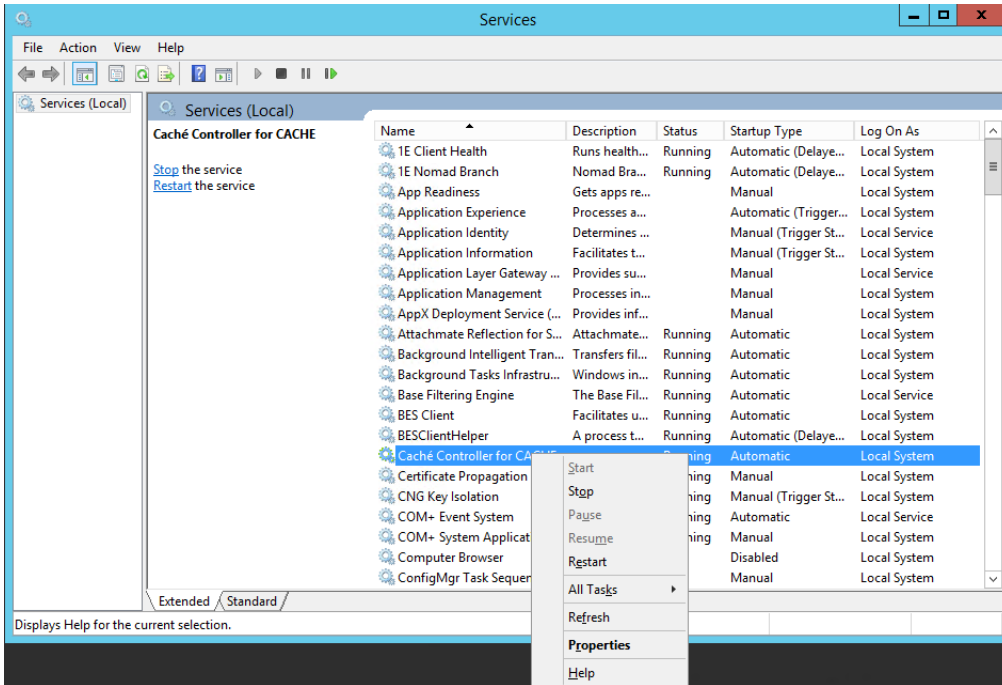 Services
File Action View Help
Services (Local)
Services (Local)
Caché Controller for CACHE
Stop the service
Restart the service
Name Description Status Startup Type Log On As
1E Client Health Runs health... Running Automatic (Delaye... Local System
1E Nomad Branch Nomad Bra... Running Automatic (Delaye... Local System
App Readiness Gets apps re... Manual Local System
Application Experience Processes a... Automatic (Trigger... Local System
Application Identity Determines ... Manual (Trigger St... Local Service
Application Information Facilitates t... Manual (Trigger St... Local System
Application Layer Gateway ... Provides su... Manual Local Service
Application Management Processes in... Manual Local System
AppX Deployment Service (... Provides inf... Manual Local System
Attachmate Reflection for S... Attachmate... Running Automatic Local System
Background Intelligent Tran... Transfers fil... Running Automatic Local System
Background Tasks Infrastru... Windows in... Running Automatic Local System
Base Filtering Engine The Base Fil... Running Automatic Local Service
BES Client Facilitates u... Running Automatic Local System
BESClientHelper A process t... Running Automatic (Delaye... Local System
Caché Controller for Automatic Local System
Certificate Propagation Manual Local System
CNG Key Isolation Manual (Trigger St... Local System
COM+ Event System Automatic Local Service
COM+ System Applicat Manual Local System
Computer Browser Disabled Local System
ConfigMgr Task Sequen Manual Local System
Start
Stop
Pause
Resume
Restart
All Tasks
Refresh
Properties
Help
Extended Standard
Displays Help for the current selection.